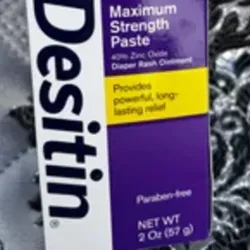 Desitin®
Maximum
Strength
Paste
40% Zinc Oxide
Diaper Rash Ointment
Provides
powerful, long-
lasting relief
Paraben-free
NET WT
2 Oz (57 g)